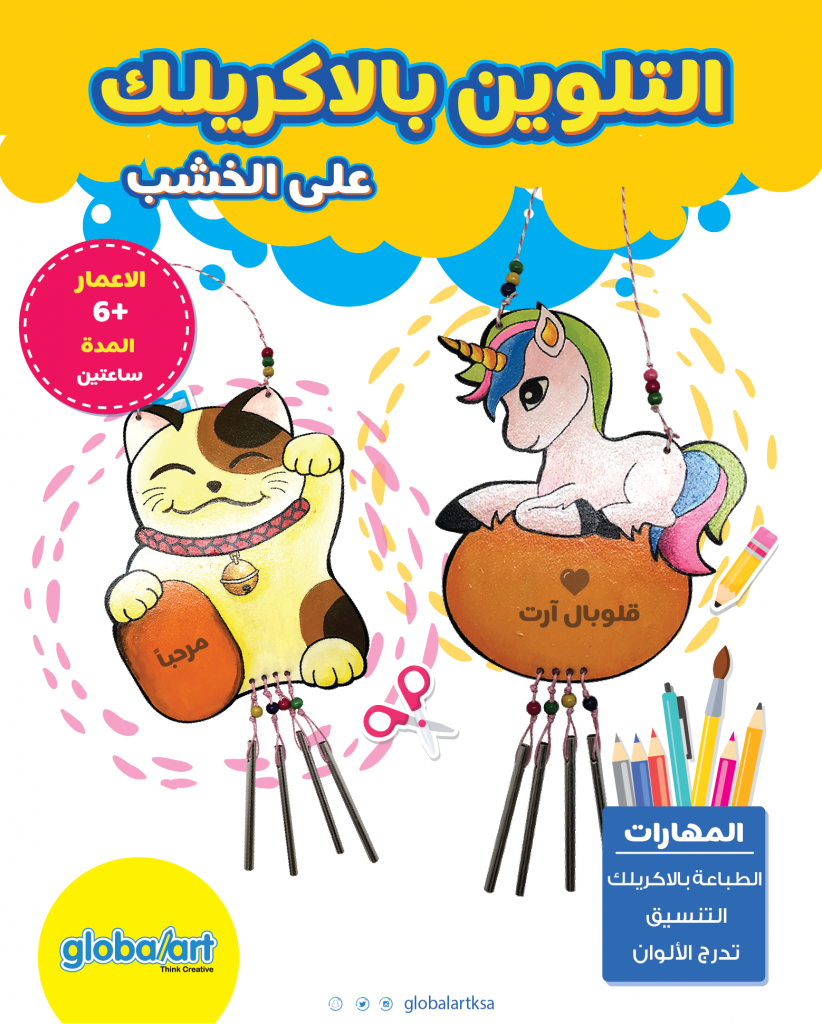 التلوين بالاكريلك
على الخشب
الاعمار
6+
المدة
ساعتين
مرحباً
قلوبال آرت
المهارات
الطباعة بالاكريلك
التنسيق
تدرج الألوان
globalart
Think Creative
globalartksa